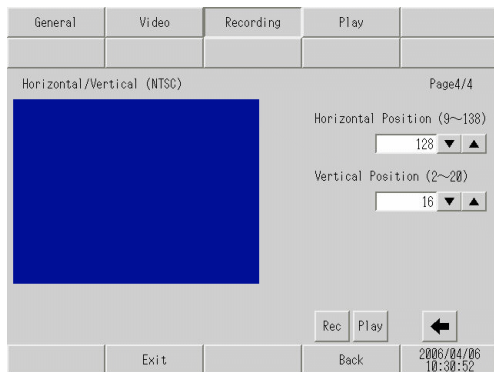 General Video Recording Play
Horizontal/Vertical (NTSC) Page4/4
Horizontal Position (9~138)
128 ▼ ▲
Vertical Position (2~20)
16 ▼ ▲
Rec Play
Exit Back 2006/04/06
10:30:52